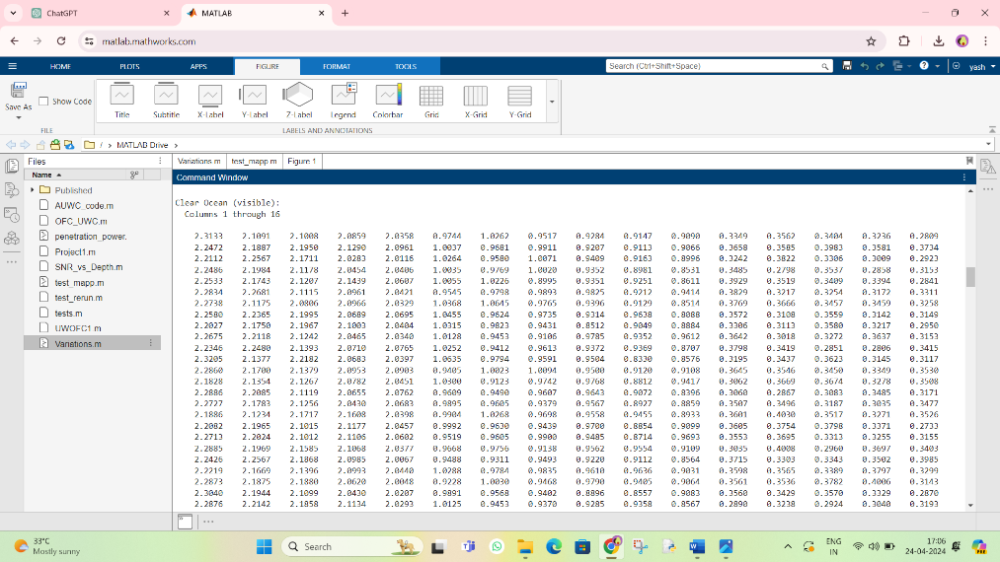 ChatGPT
MATLAB
matlab.mathworks.com
HOME PLOTS APPS FIGURE FORMAT TOOLS
Search (Ctrl+Shift+Space)
yash
Save As
Show Code
Title Subtitle X-Label Y-Label Z-Label Legend Colorbar Grid X-Grid Y-Grid
FILE LABELS AND ANNOTATIONS
/ › MATLAB Drive ›
Files
Name
Published
AUWC_code.m
OFC_UWC.m
penetration_power.
Project1.m
SNR_vs_Depth.m
test_mapp.m
test_rerun.m
tests.m
UWOFC1.m
Variations.m
Variations.m test_mapp.m Figure 1
Command Window
Clear Ocean (visible):
Columns 1 through 16
2.3133 2.1091 2.1008 2.0859 2.0358 0.9744 1.0262 0.9517 0.9284 0.9147 0.9090 0.3349 0.3562 0.3404 0.3236 0.2809
2.2472 2.1887 2.1950 1.2290 2.0961 1.0037 0.9681 0.9911 0.9207 0.9113 0.9066 0.3658 0.3585 0.3983 0.3581 0.3734
2.2112 2.2567 2.1711 2.0283 2.0116 1.0264 0.9580 1.0071 0.9409 0.9163 0.8996 0.3242 0.3822 0.3306 0.3009 0.2923
2.2486 2.1984 2.1178 2.0454 2.0406 1.0035 0.9769 1.0020 0.9352 0.8981 0.8531 0.3485 0.2798 0.3537 0.2858 0.3153
2.2533 2.1743 2.1207 2.1439 2.0607 1.0055 1.0226 0.8995 0.9351 0.9251 0.8611 0.3929 0.3519 0.3409 0.3394 0.2841
2.2834 2.2681 2.1115 2.0961 2.0421 0.9545 0.9798 0.9893 0.9825 0.9212 0.9414 0.3829 0.3217 0.3254 0.3172 0.3311
2.2738 2.1175 2.0806 2.0966 2.0329 1.0368 1.0645 0.9765 0.9396 0.9129 0.8514 0.3769 0.3666 0.3457 0.3459 0.3258
2.2580 2.2365 2.1995 2.0689 2.0695 1.0455 0.9624 0.9735 0.9314 0.9638 0.8088 0.3572 0.3108 0.3559 0.3142 0.3149
2.2027 2.1750 2.1967 2.1003 2.0404 1.0315 0.9823 0.9431 0.8512 0.9049 0.8884 0.3306 0.3113 0.3580 0.3217 0.2950
2.2675 2.2118 2.1242 2.0465 2.0340 1.0128 0.9453 0.9106 0.9785 0.9352 0.9612 0.3642 0.3018 0.3272 0.3637 0.3153
2.2346 2.2480 2.1393 2.0710 2.0765 1.0252 0.9412 0.9613 0.9372 0.9369 0.8707 0.3798 0.3419 0.2851 0.2806 0.3415
2.3205 2.1377 2.2182 2.0683 2.0397 1.0635 0.9794 0.9591 0.9504 0.8330 0.8576 0.3195 0.3437 0.3623 0.3145 0.3117
2.2860 2.1700 2.1379 2.0953 2.0903 0.9405 1.0023 1.0094 0.9500 0.9120 0.9108 0.3645 0.3546 0.3450 0.3349 0.3530
2.1828 2.1354 2.1267 2.0782 2.0451 1.0300 0.9123 0.9742 0.9768 0.8812 0.9417 0.3062 0.3669 0.3674 0.3278 0.3508
2.2886 2.2085 2.1119 2.0655 2.0762 0.9609 0.9490 0.9607 0.9643 0.9072 0.8396 0.3060 0.2867 0.3083 0.3485 0.3171
2.2727 2.1783 2.1256 2.0430 2.0683 0.9895 0.9605 0.9379 0.9567 0.8927 0.8859 0.3507 0.3496 0.3187 0.3035 0.3477
2.1886 2.1234 2.1717 2.1608 2.0398 0.9904 1.0268 0.9698 0.9558 0.9455 0.8933 0.3601 0.4030 0.3517 0.3271 0.3526
2.2082 2.1965 2.1015 2.1177 2.0457 0.9992 0.9630 0.9439 0.9700 0.8854 0.9099 0.3605 0.3754 0.3798 0.3371 0.2733
2.2713 2.2024 2.1012 2.1106 2.0602 0.9519 0.9605 0.9900 0.9485 0.8714 0.9693 0.3553 0.3695 0.3313 0.3255 0.3155
2.2885 2.1969 2.1585 2.1068 2.0377 0.9668 0.9756 0.9138 0.9562 0.9554 0.9109 0.3035 0.4008 0.2960 0.3697 0.3403
2.2426 2.2567 2.1868 2.0985 2.0067 0.9488 0.9311 0.9493 0.9220 0.9112 0.8564 0.3715 0.3303 0.3343 0.3502 0.3985
2.2219 2.1669 2.1396 2.0993 2.0440 1.0288 0.9784 0.9835 0.9610 0.9636 0.9031 0.3598 0.3565 0.3389 0.3797 0.3299
2.2873 2.1875 2.1880 2.0620 2.0048 0.9228 1.0030 0.9468 0.9790 0.9405 0.9064 0.3561 0.3536 0.3782 0.4006 0.3143
2.3040 2.1944 2.1099 2.0430 2.0207 0.9891 0.9568 0.9402 0.8896 0.8557 0.9083 0.3560 0.3429 0.3570 0.3329 0.2870
2.2876 2.2142 2.1858 2.1134 2.0293 1.0125 0.9453 0.9370 0.9285 0.9358 0.8567 0.2890 0.3238 0.2924 0.3040 0.3193
33°C
Mostly sunny
Search
ENG
IN
17:06
24-04-2024